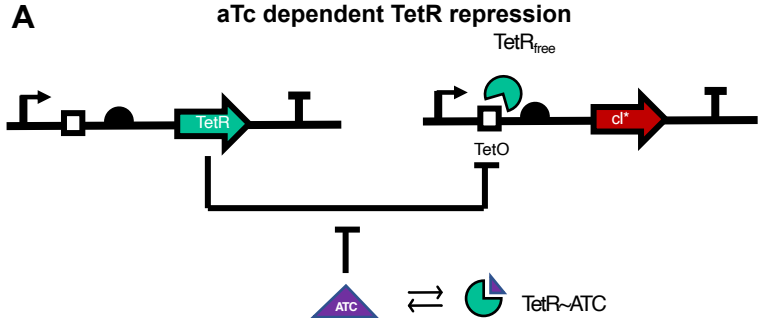 A
aTc dependent TetR repression
TetRfree
TetR
cI*
TetO
ATC
TetR~ATC